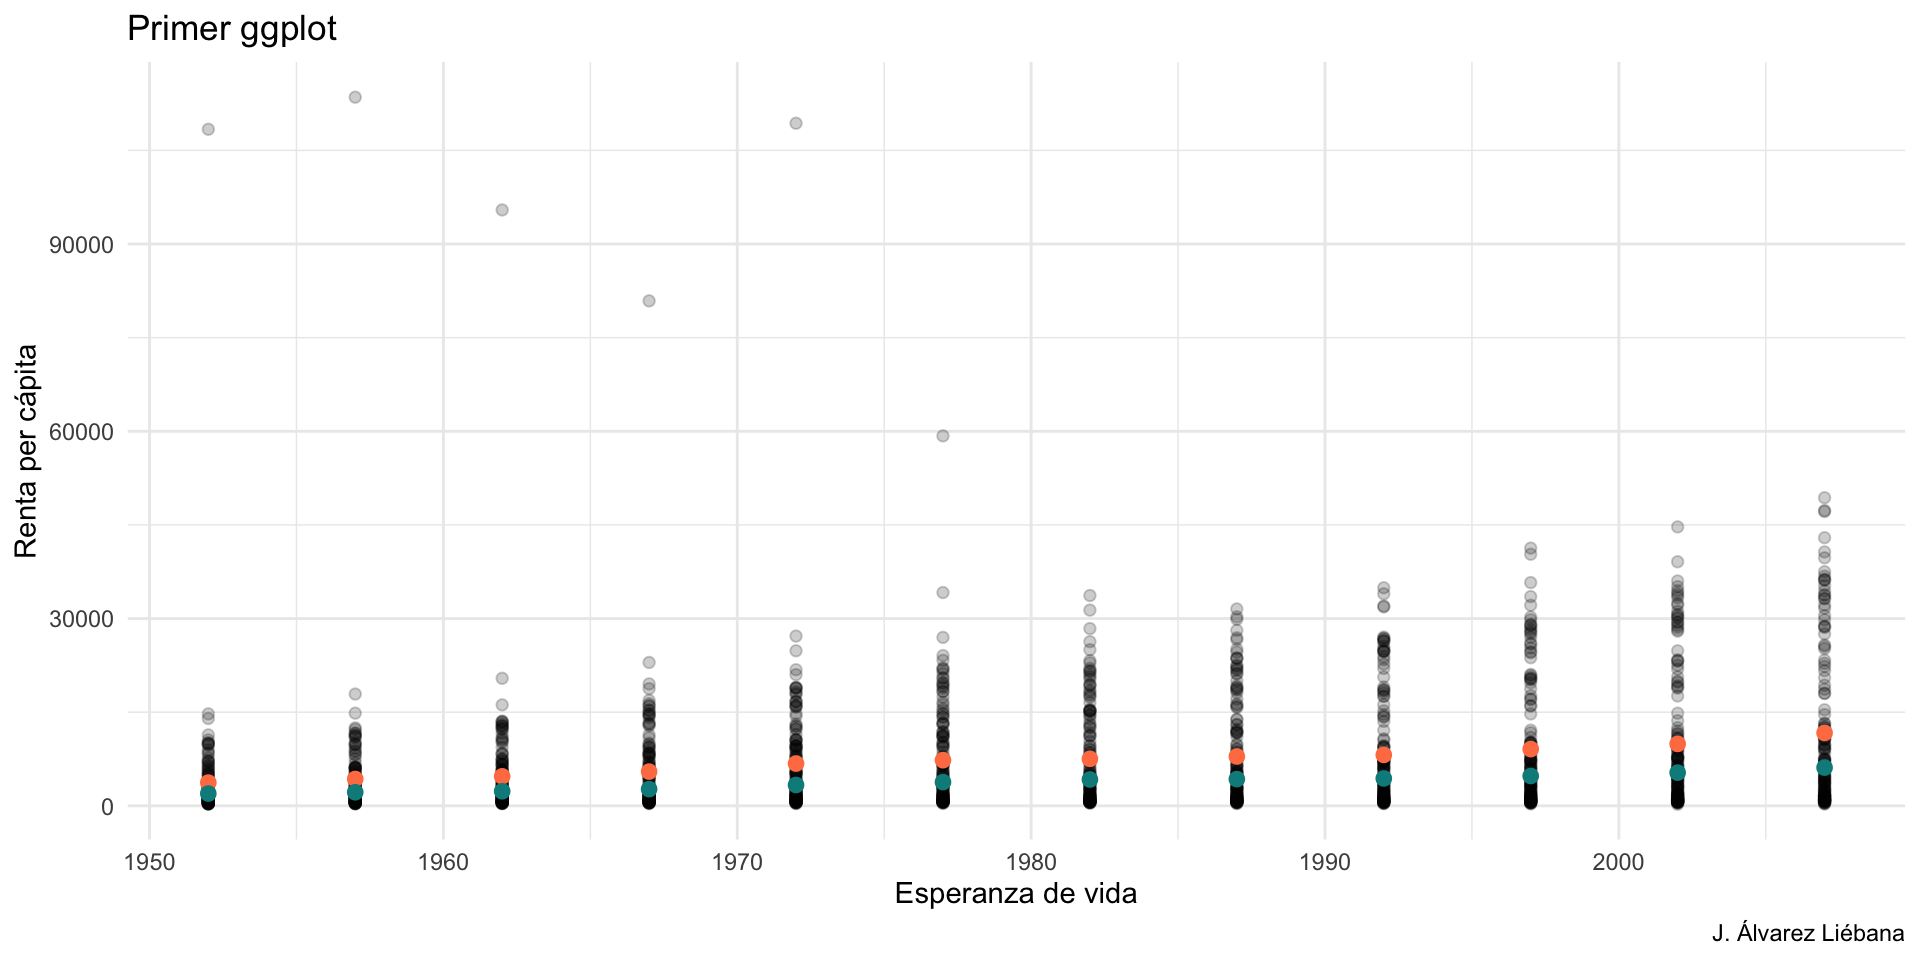 Primer ggplot
Renta per cápita
90000
60000
30000
0
1950 1960 1970 1980 1990 2000
Esperanza de vida
J. Álvarez Liébana